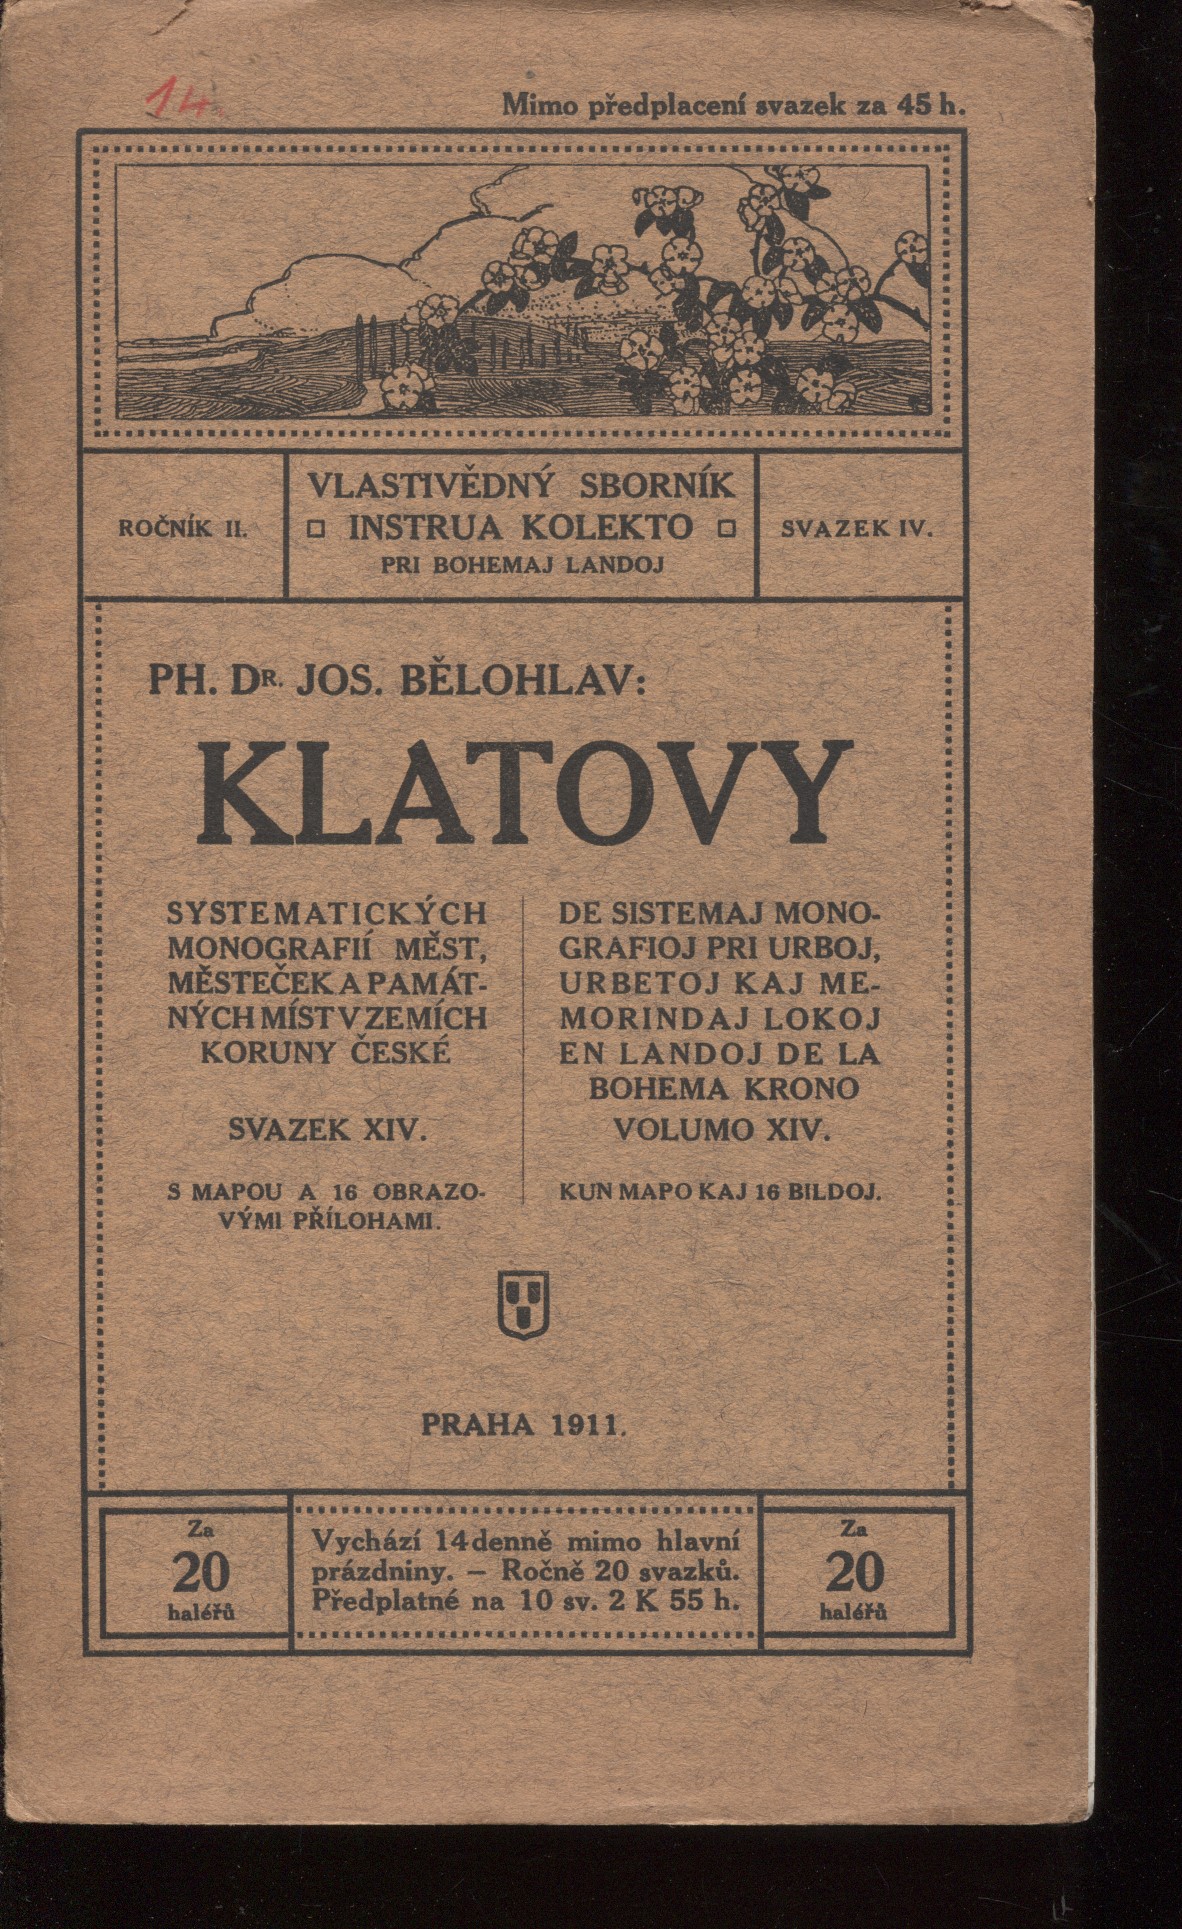 14.
Mimo předplacení svazek za 45 h.
ROČNÍK II.
VLASTIVĚDNÝ SBORNÍK
INSTRUA KOLEKTO
PRI BOHEMAJ LANDOJ
SVAZEK IV.
PH. DR. JOS. BĚLOHLAV:
KLATOVY
SYSTEMATICKÝCH
MONOGRAFIÍ MĚST,
MĚSTEČEK A PAMÁT-
NÝCH MÍST V ZEMÍCH
KORUNY ČESKÉ
SVAZEK XIV.
S MAPOU A 16 OBRAZO-
VÝMI PŘÍLOHAMI.
DE SISTEMAJ MONO-
GRAFIOJ PRI URBOJ,
URBETOJ KAJ ME-
MORINDAJ LOKOJ
EN LANDOJ DE LA
BOHEMA KRONO
VOLUMO XIV.
KUN MAPO KAJ 16 BILDOJ.
PRAHA 1911.
Za
20
haléřů
Vychází 14denně mimo hlavní
prázdniny. — Ročně 20 svazků.
Předplatné na 10 sv. 2 K 55 h.
Za
20
haléřů